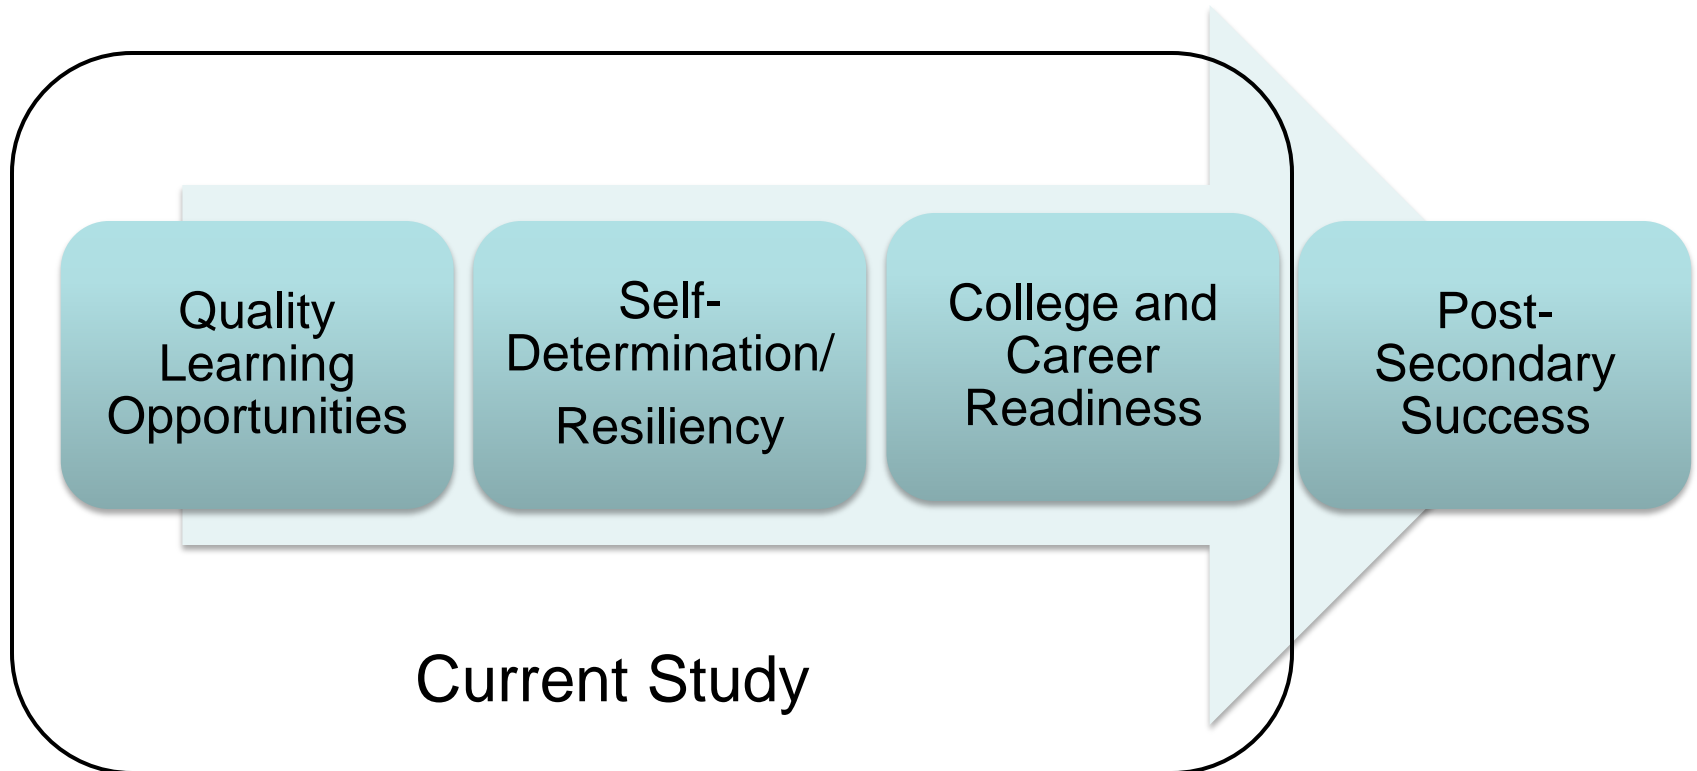 Quality
Learning
Opportunities
Self-
Determination/
Resiliency
College and
Career
Readiness
Post-
Secondary
Success
Current Study